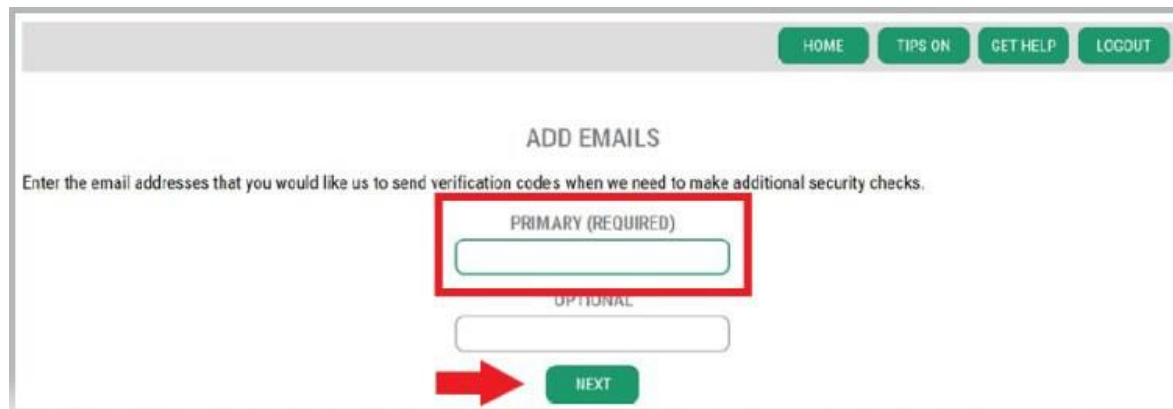 HOME TIPS ON GET HELP LOGOUT
ADD EMAILS
Enter the email addresses that you would like us to send verification codes when we need to make additional security checks.
PRIMARY (REQUIRED)
OPTIONAL
NEXT